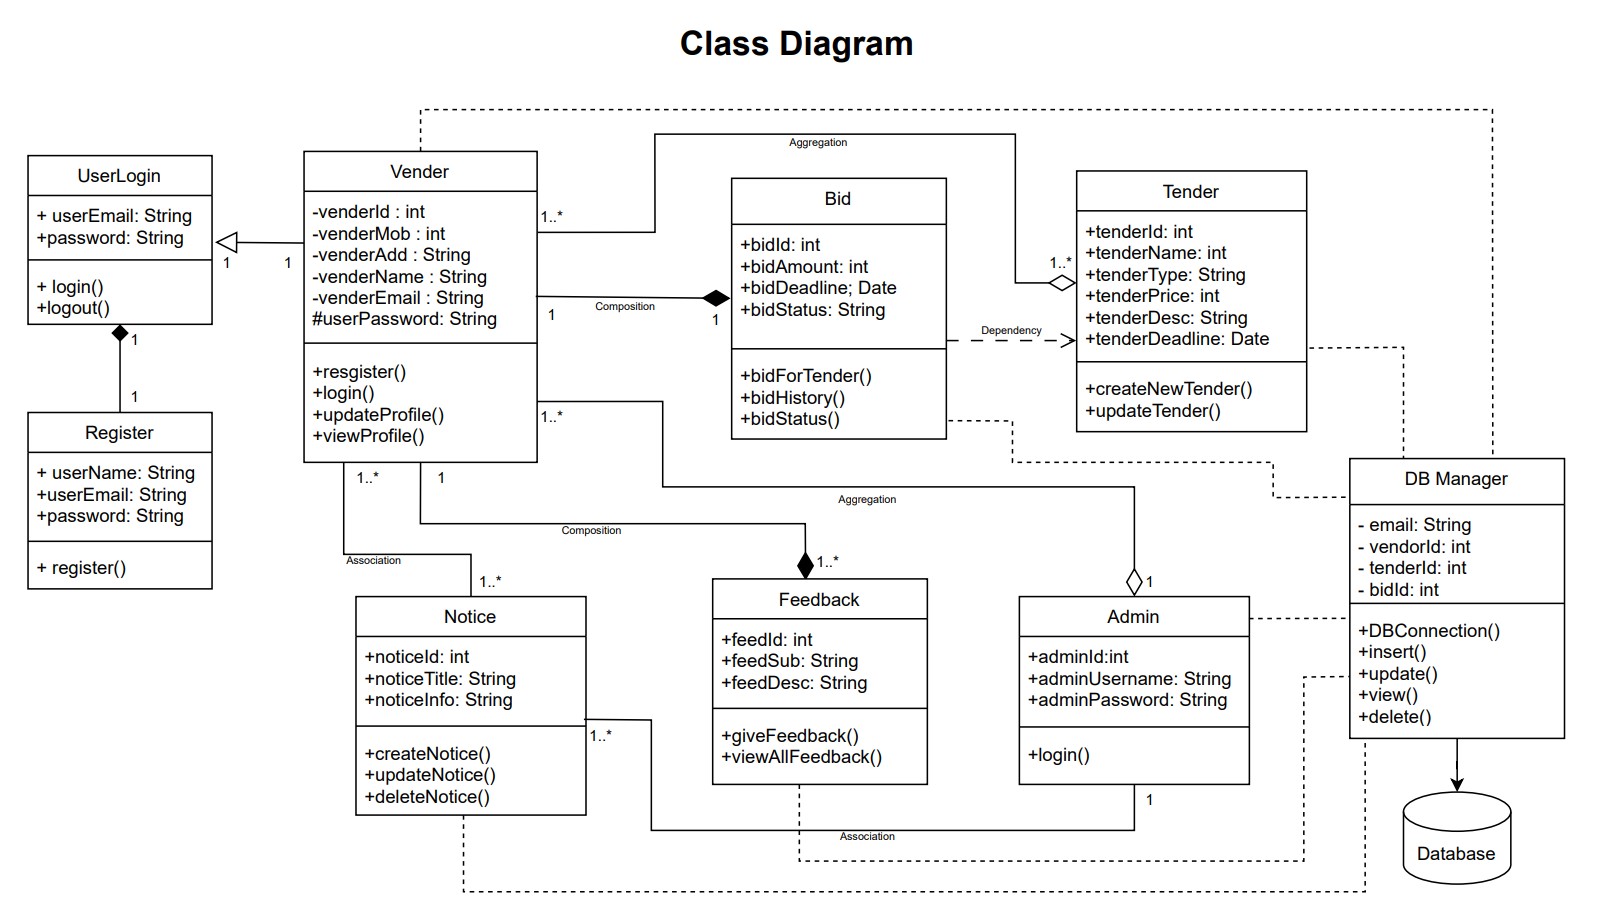 Class Diagram
UserLogin
+ userEmail: String
+password: String
+ login()
+logout()
1
1
1
1
Register
+ userName: String
+userEmail: String
+password: String
+ register()
Vender
-venderId : int
-venderMob : int
-venderAdd : String
-venderName : String
-venderEmail : String
#userPassword: String
+resgister()
+login()
+updateProfile()
+viewProfile()
1..*
Aggregation
1..*
1
Composition
1
Bid
+bidId: int
+bidAmount: int
+bidDeadline; Date
+bidStatus: String
+bidForTender()
+bidHistory()
+bidStatus()
Dependency
Tender
+tenderId: int
+tenderName: int
+tenderType: String
+tenderPrice: int
+tenderDesc: String
+tenderDeadline: Date
+createNewTender()
+updateTender()
1..*
Aggregation
1
1..*
Association
1..*
1
Composition
1..*
Notice
+noticeId: int
+noticeTitle: String
+noticeInfo: String
+createNotice()
+updateNotice()
+deleteNotice()
1..*
Association
1
Feedback
+feedId: int
+feedSub: String
+feedDesc: String
+giveFeedback()
+viewAllFeedback()
Admin
+adminId:int
+adminUsername: String
+adminPassword: String
+login()
DB Manager
- email: String
- vendorId: int
- tenderId: int
- bidId: int
+DBConnection()
+insert()
+update()
+view()
+delete()
Database